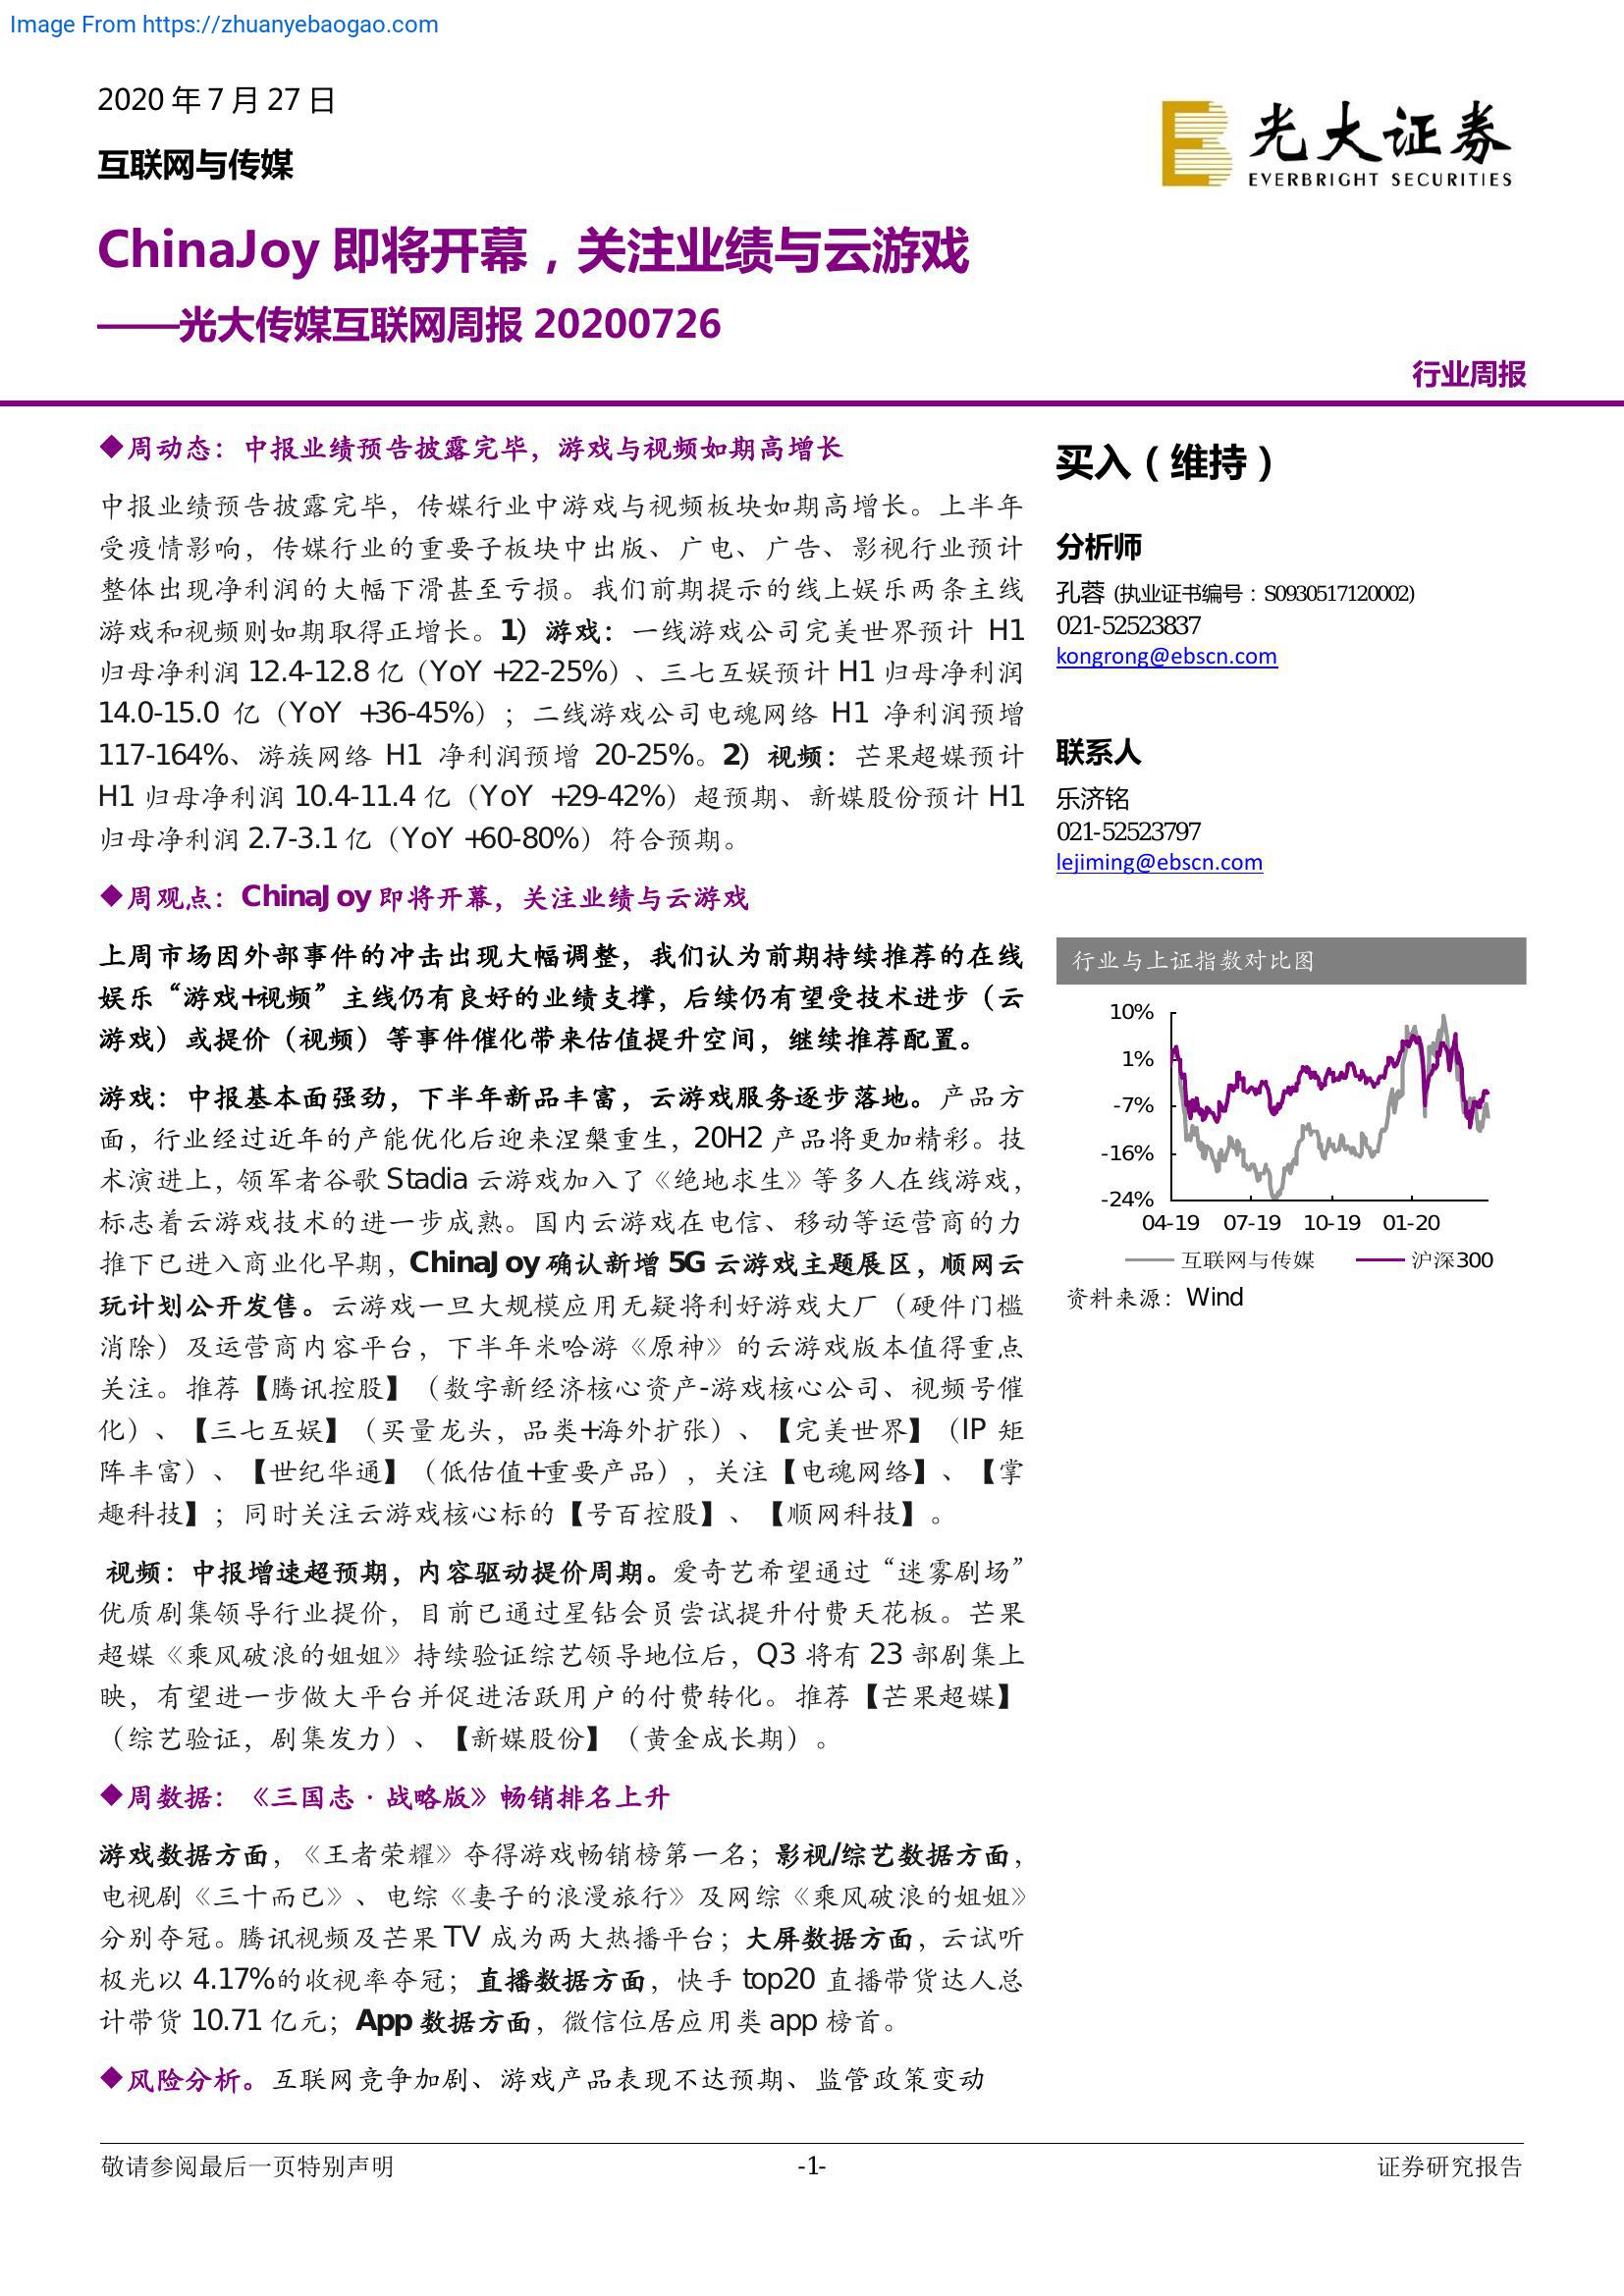 Image From https://zhuanyebaogao.com
2020 年 7 月 27 日
互联网与传媒
光大证券
EVERBRIGHT SECURITIES
ChinaJoy 即将开幕，关注业绩与云游戏
——光大传媒互联网周报 20200726
行业周报
◆周动态：中报业绩预告披露完毕，游戏与视频如期高增长
中报业绩预告披露完毕，传媒行业中游戏与视频板块如期高增长。上半年
受疫情影响，传媒行业的重要子板块中出版、广电、广告、影视行业预计
整体出现净利润的大幅下滑甚至亏损。我们前期提示的线上娱乐两条主线
游戏和视频则如期取得正增长。1）游戏：一线游戏公司完美世界预计 H1
归母净利润 12.4-12.8 亿（YoY +22-25%）、三七互娱预计 H1 归母净利润
14.0-15.0 亿（YoY +36-45%）；二线游戏公司电魂网络 H1 净利润预增
117-164%、游族网络 H1 净利润预增 20-25%。2）视频：芒果超媒预计
H1 归母净利润 10.4-11.4 亿（YoY +29-42%）超预期、新媒股份预计 H1
归母净利润 2.7-3.1 亿（YoY +60-80%）符合预期。
◆周观点：ChinaJoy 即将开幕，关注业绩与云游戏
上周市场因外部事件的冲击出现大幅调整，我们认为前期持续推荐的在线
娱乐“游戏+视频”主线仍有良好的业绩支撑，后续仍有望受技术进步（云
游戏）或提价（视频）等事件催化带来估值提升空间，继续推荐配置。
游戏：中报基本面强劲，下半年新品丰富，云游戏服务逐步落地。产品方
面，行业经过近年的产能优化后迎来涅槃重生，20H2 产品将更加精彩。技
术演进上，领军者谷歌 Stadia 云游戏加入了《绝地求生》等多人在线游戏，
标志着云游戏技术的进一步成熟。国内云游戏在电信、移动等运营商的力
推下已进入商业化早期，ChinaJoy 确认新增 5G 云游戏主题展区，顺网云
玩计划公开发售。云游戏一旦大规模应用无疑将利好游戏大厂（硬件门槛
消除）及运营商内容平台，下半年米哈游《原神》的云游戏版本值得重点
关注。推荐【腾讯控股】（数字新经济核心资产-游戏核心公司、视频号催
化）、【三七互娱】（买量龙头，品类+海外扩张）、【完美世界】（IP 矩
阵丰富）、【世纪华通】（低估值+重要产品），关注【电魂网络】、【掌
趣科技】；同时关注云游戏核心标的【号百控股】、【顺网科技】。
视频：中报增速超预期，内容驱动提价周期。爱奇艺希望通过“迷雾剧场”
优质剧集领导行业提价，目前已通过星钻会员尝试提升付费天花板。芒果
超媒《乘风破浪的姐姐》持续验证综艺领导地位后，Q3 将有 23 部剧集上
映，有望进一步做大平台并促进活跃用户的付费转化。推荐【芒果超媒】
（综艺验证，剧集发力）、【新媒股份】（黄金成长期）。
◆周数据：《三国志·战略版》畅销排名上升
游戏数据方面，《王者荣耀》夺得游戏畅销榜第一名；影视/综艺数据方面，
电视剧《三十而已》、电综《妻子的浪漫旅行》及网综《乘风破浪的姐姐》
分别夺冠。腾讯视频及芒果 TV 成为两大热播平台；大屏数据方面，云试听
极光以 4.17%的收视率夺冠；直播数据方面，快手 top20 直播带货达人总
计带货 10.71 亿元；App 数据方面，微信位居应用类 app 榜首。
◆风险分析。互联网竞争加剧、游戏产品表现不达预期、监管政策变动
买入（维持）
分析师
孔蓉 (执业证书编号：S0930517120002)
021-52523837
kongrong@ebscn.com
联系人
乐济铭
021-52523797
lejiming@ebscn.com
行业与上证指数对比图
10%
1%
-7%
-16%
-24%
04-19 07-19 10-19 01-20
互联网与传媒 沪深300
资料来源：Wind
敬请参阅最后一页特别声明 -1- 证券研究报告